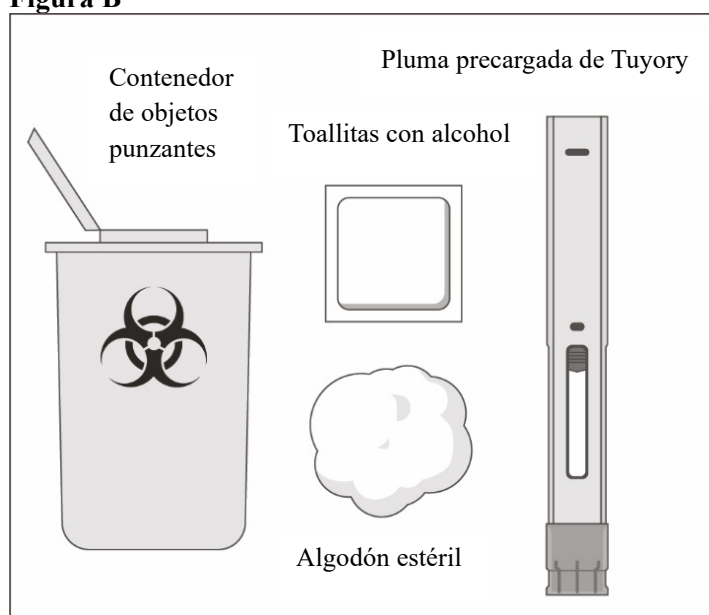 Figura B
Contenedor
de objetos
punzantes
Pluma precargada de Tuyory
Toallitas con alcohol
Algodón estéril